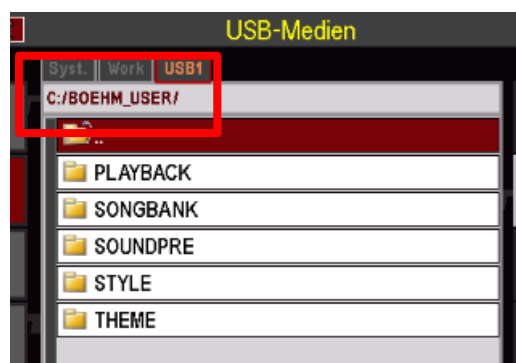 USB-Medien
Syst. Work USB1
C:/BOEHM_USER/
..
PLAYBACK
SONGBANK
SOUNDPRE
STYLE
THEME